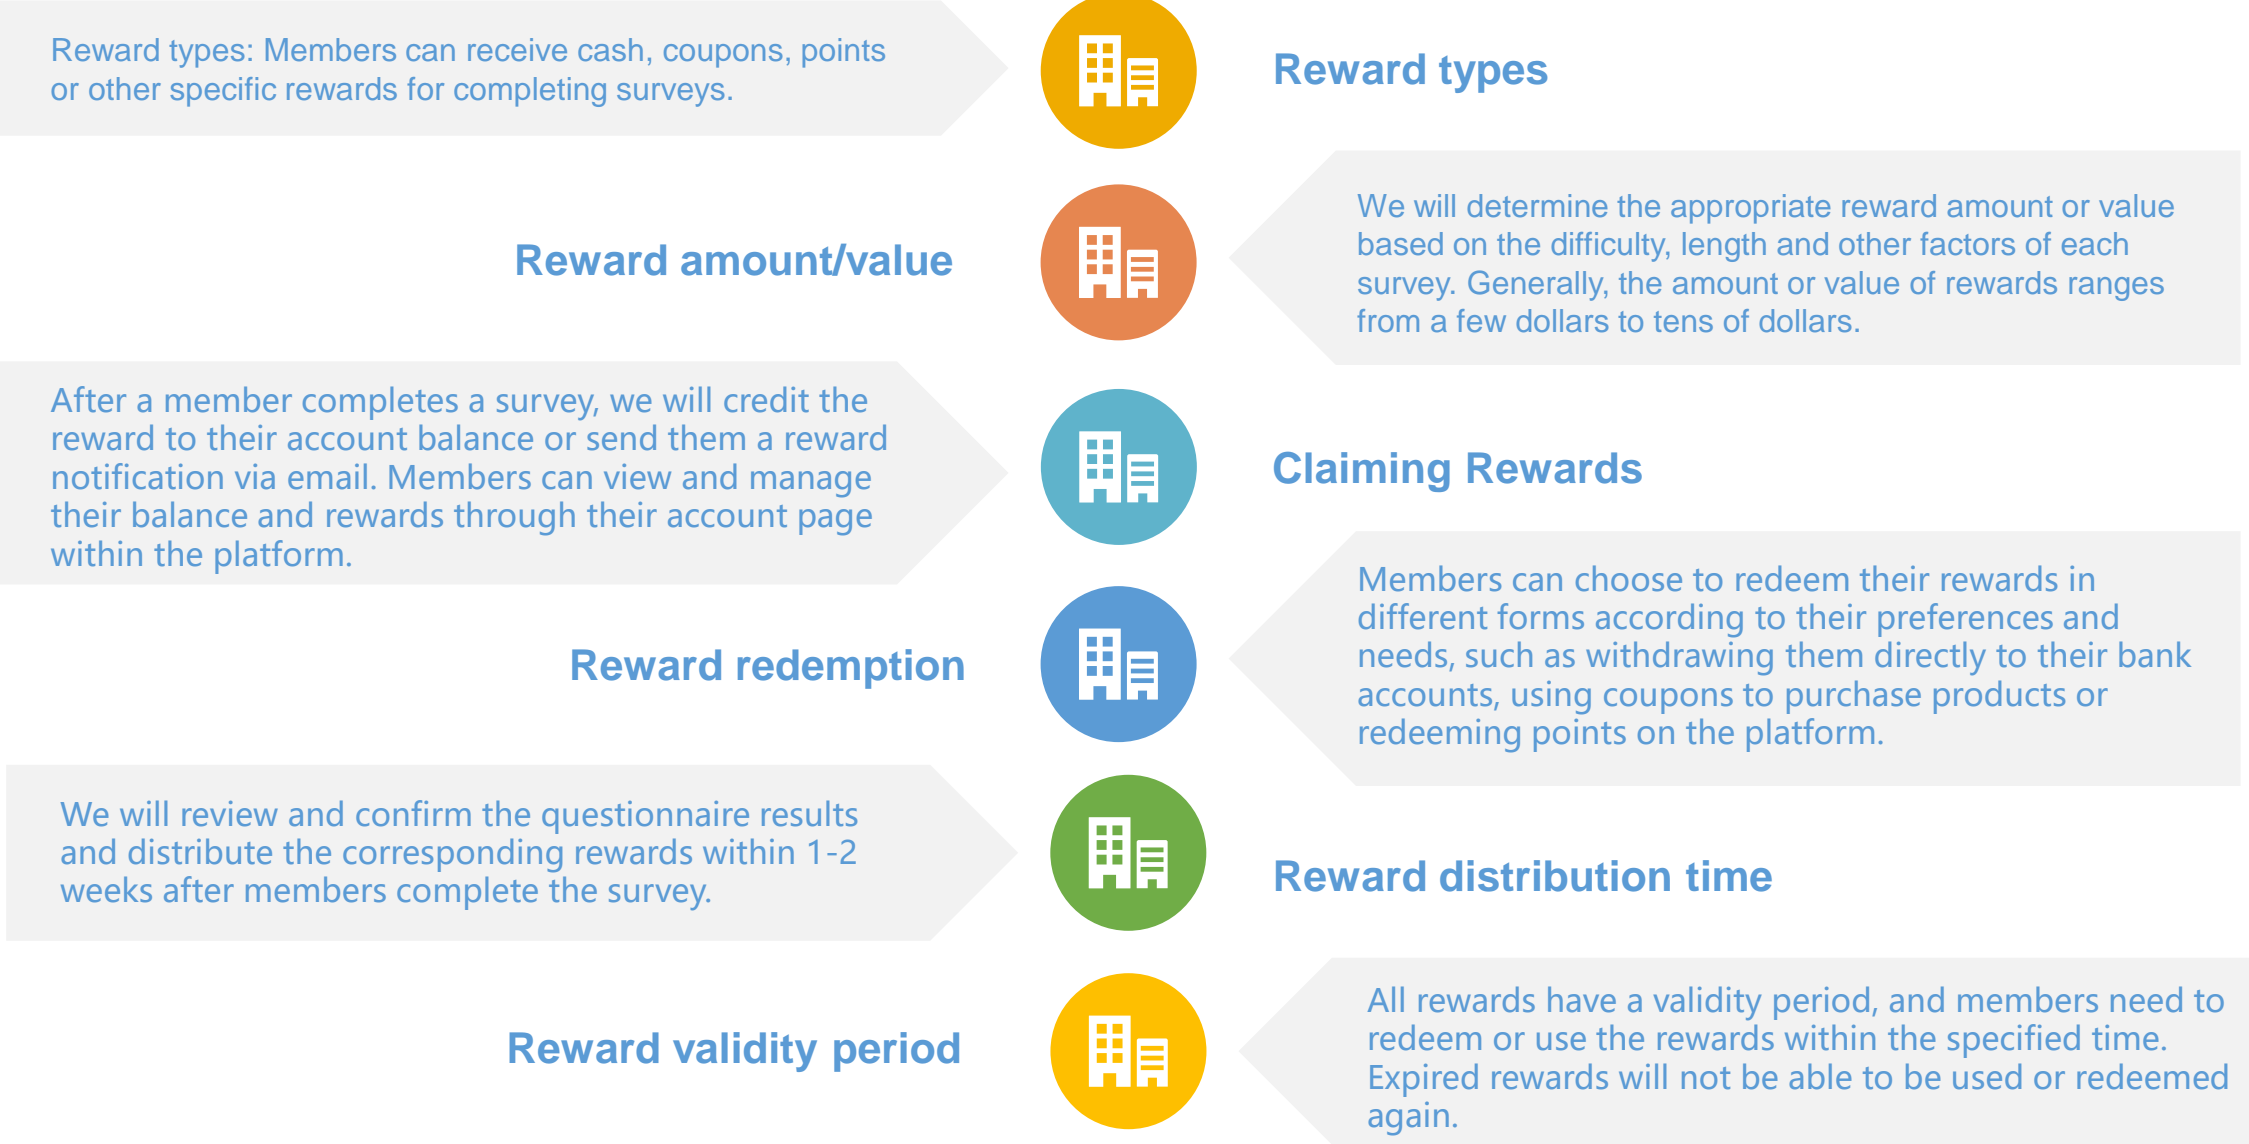 Reward types: Members can receive cash, coupons, points
or other specific rewards for completing surveys.
Reward types
Reward amount/value
We will determine the appropriate reward amount or value
based on the difficulty, length and other factors of each
survey. Generally, the amount or value of rewards ranges
from a few dollars to tens of dollars.
After a member completes a survey, we will credit the
reward to their account balance or send them a reward
notification via email. Members can view and manage
their balance and rewards through their account page
within the platform.
Claiming Rewards
Reward redemption
Members can choose to redeem their rewards in
different forms according to their preferences and
needs, such as withdrawing them directly to their bank
accounts, using coupons to purchase products or
redeeming points on the platform.
We will review and confirm the questionnaire results
and distribute the corresponding rewards within 1-2
weeks after members complete the survey.
Reward distribution time
Reward validity period
All rewards have a validity period, and members need to
redeem or use the rewards within the specified time.
Expired rewards will not be able to be used or redeemed
again.